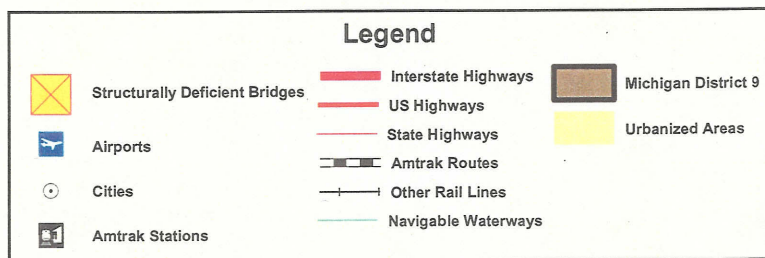 Legend
Structurally Deficient Bridges
Airports
Cities
Amtrak Stations
Interstate Highways
US Highways
State Highways
Amtrak Routes
Other Rail Lines
Navigable Waterways
Michigan District 9
Urbanized Areas